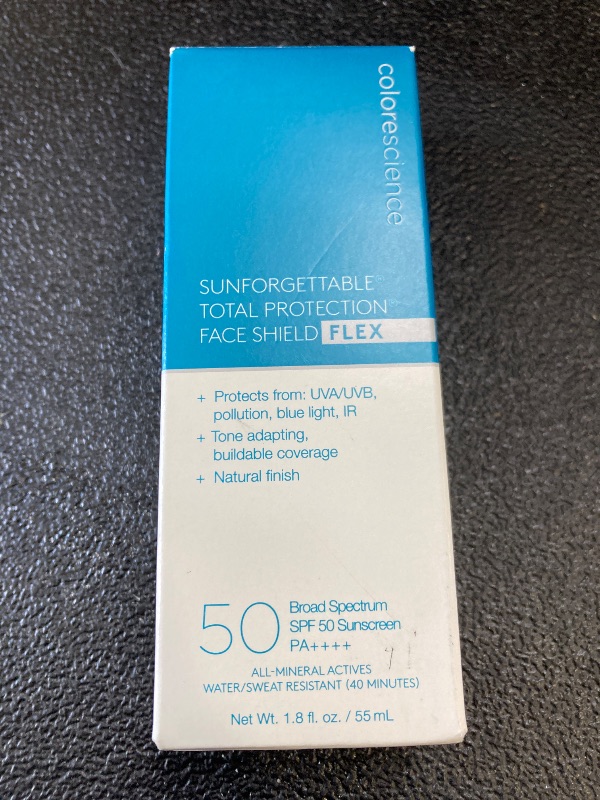 colorescience
SUNFORGETTABLE™
TOTAL PROTECTION™
FACE SHIELD FLEX
+ Protects from: UVA/UVB,
pollution, blue light, IR
+ Tone adapting,
buildable coverage
+ Natural finish
50
Broad Spectrum
SPF 50 Sunscreen
PA++++
ALL-MINERAL ACTIVES
WATER/SWEAT RESISTANT (40 MINUTES)
Net Wt. 1.8 fl. oz. / 55 mL